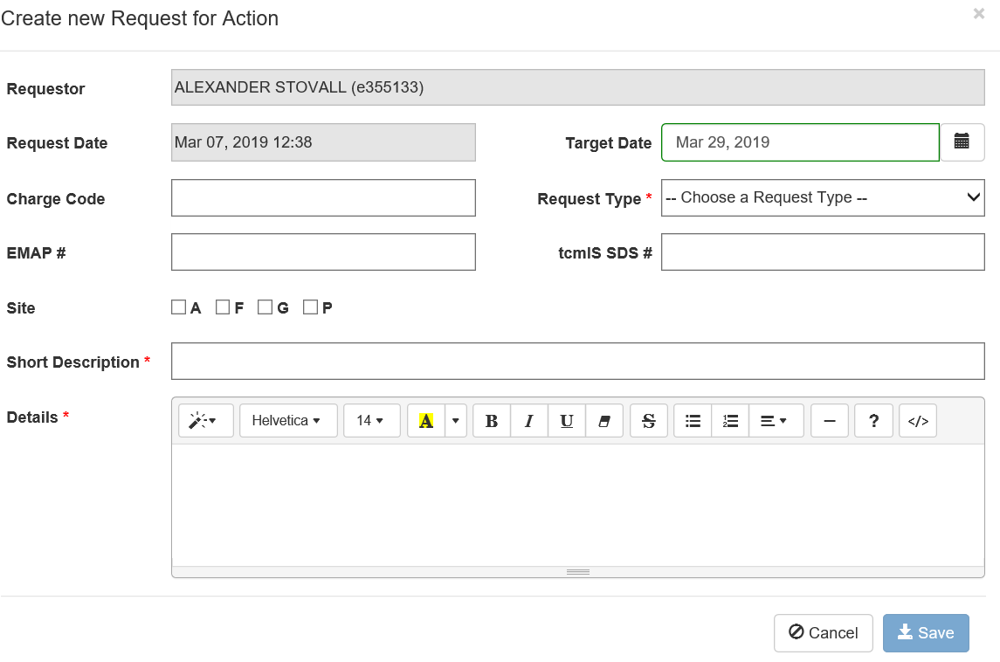 Create new Request for Action ×
Requestor ALEXANDER STOVALL (e355133)
Request Date Mar 07, 2019 12:38 Target Date Mar 29, 2019
Charge Code Request Type * -- Choose a Request Type --
EMAP # tcmIS SDS #
Site A F G P
Short Description *
Details * Helvetica 14 A B I U S ? </>
Cancel Save